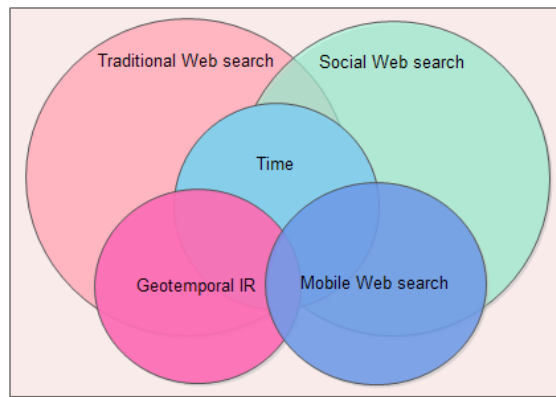 Traditional Web search
Social Web search
Time
Geotemporal IR
Mobile Web search